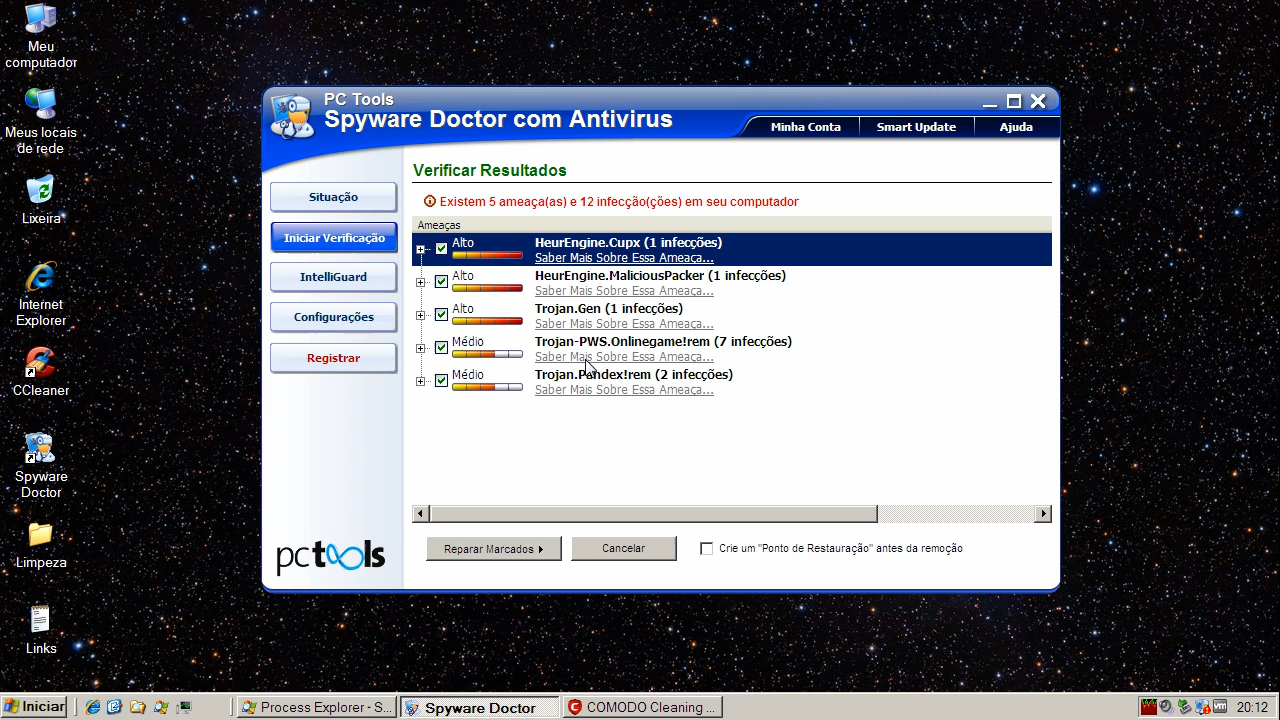 Meu
computador
Meus locais
de rede
Lixeira
Internet
Explorer
CCleaner
Spyware
Doctor
Limpeza
Links
PC Tools
Spyware Doctor com Antivirus
Minha Conta
Smart Update
Ajuda
Situação
Iniciar Verificação
IntelliGuard
Configurações
Registrar
pctools
Verificar Resultados
Existem 5 ameaça(as) e 12 infecção(ções) em seu computador
Ameaças
Alto
HeurEngine.Cupx (1 infecções)
Saber Mais Sobre Essa Ameaça...
Alto
HeurEngine.MaliciousPacker (1 infecções)
Saber Mais Sobre Essa Ameaça...
Alto
Trojan.Gen (1 infecções)
Saber Mais Sobre Essa Ameaça...
Médio
Trojan-PWS.Onlinegame!rem (7 infecções)
Saber Mais Sobre Essa Ameaça...
Médio
Trojan.Pandex!rem (2 infecções)
Saber Mais Sobre Essa Ameaça...
Reparar Marcados
Cancelar
Crie um "Ponto de Restauração" antes da remoção
Iniciar
Process Explorer - S...
Spyware Doctor
COMODO Cleaning ...
vm
20:12